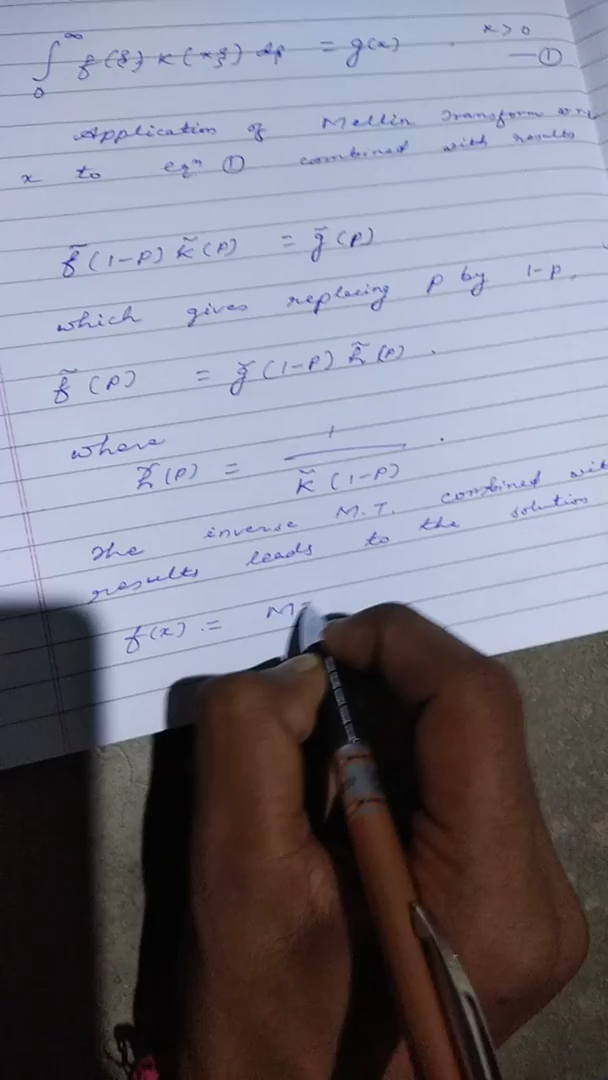 ∫₀^∞ f(ξ) k(xξ) dp = g(x) . x > 0 — ①
Application of Mellin Transform
x to eqⁿ ① combined with results
f̃(1-p) k̃(p) = g̃(p)
which gives replacing p by 1-p.
f̃(p) = g̃(1-p) h̃(p) .
where
h̃(p) = 1 / k̃(1-p) .
The inverse M.T. combined with
results leads to the solution
f(x) = M